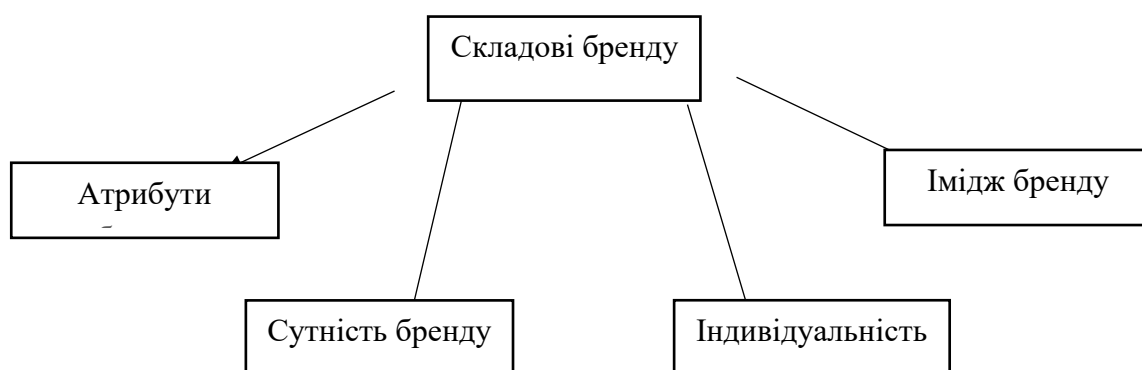 Складові бренду
Атрибути
Імідж бренду
Сутність бренду
Індивідуальність